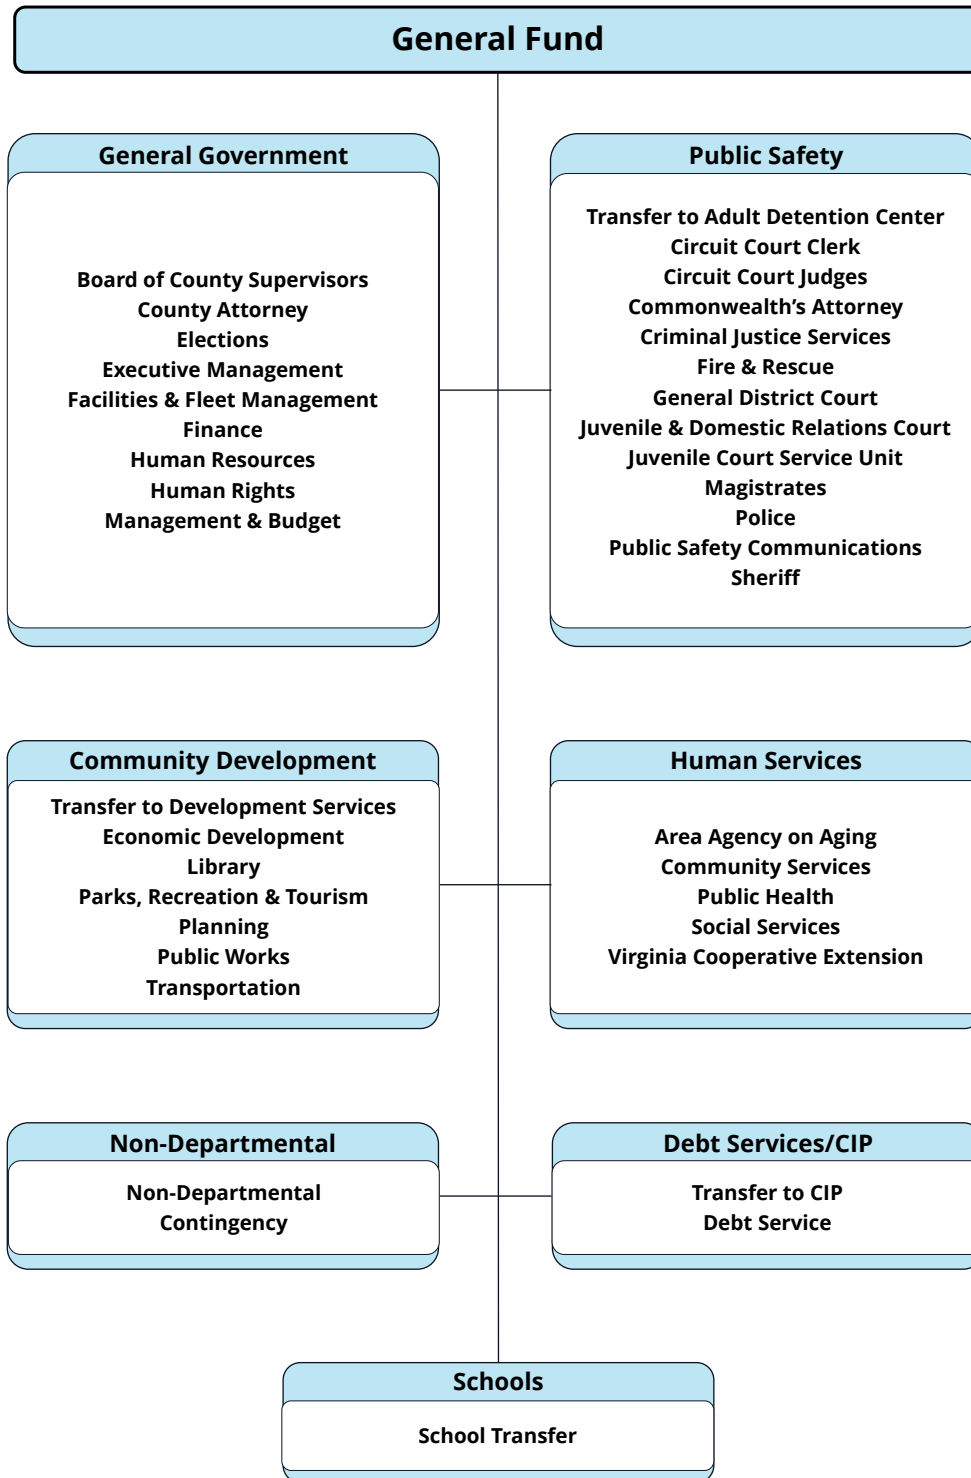 General Fund
General Government
Board of County Supervisors
County Attorney
Elections
Executive Management
Facilities & Fleet Management
Finance
Human Resources
Human Rights
Management & Budget
Public Safety
Transfer to Adult Detention Center
Circuit Court Clerk
Circuit Court Judges
Commonwealth’s Attorney
Criminal Justice Services
Fire & Rescue
General District Court
Juvenile & Domestic Relations Court
Juvenile Court Service Unit
Magistrates
Police
Public Safety Communications
Sheriff
Community Development
Transfer to Development Services
Economic Development
Library
Parks, Recreation & Tourism
Planning
Public Works
Transportation
Human Services
Area Agency on Aging
Community Services
Public Health
Social Services
Virginia Cooperative Extension
Non-Departmental
Non-Departmental
Contingency
Debt Services/CIP
Transfer to CIP
Debt Service
Schools
School Transfer